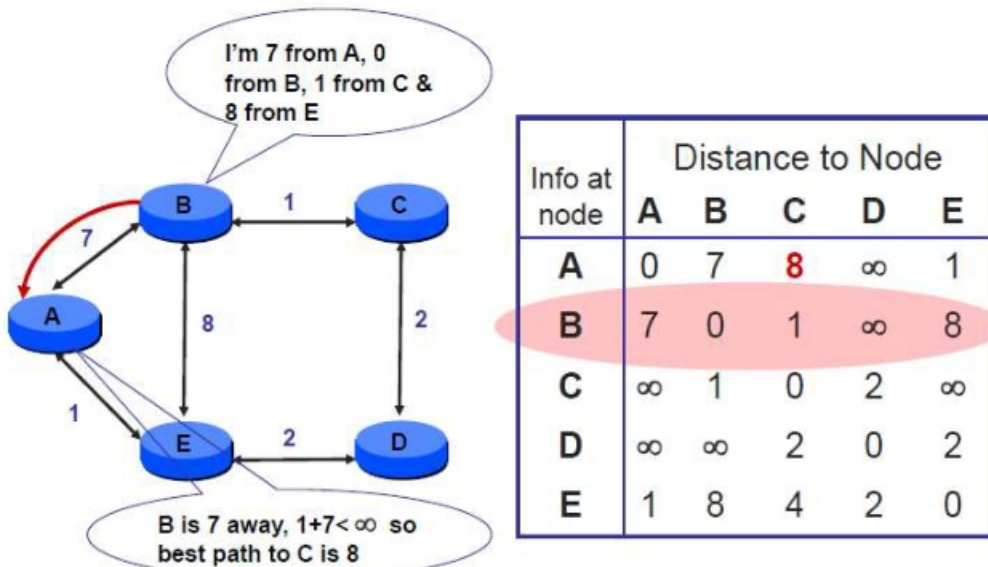 I'm 7 from A, 0
from B, 1 from C &
8 from E
B
1
C
7
A
8
2
1
E
2
D
B is 7 away, 1+7< ∞ so
best path to C is 8
Info at
node
Distance to Node
A B C D E
A 0 7 8 ∞ 1
B 7 0 1 ∞ 8
C ∞ 1 0 2 ∞
D ∞ ∞ 2 0 2
E 1 8 4 2 0